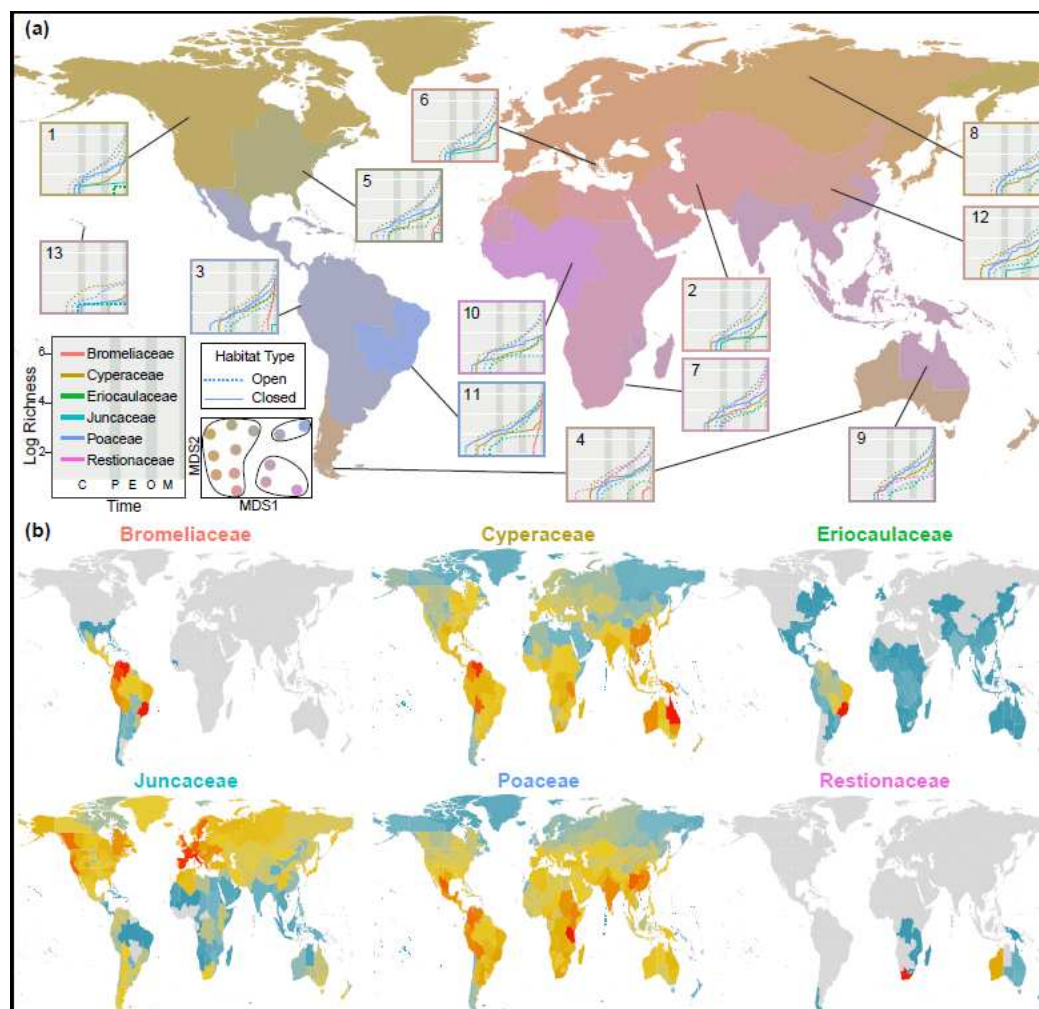 (a)
6
8
1
5
12
13
3
10
2
7
11
4
9
6
4
2
Log Richness
Bromeliaceae
Cyperaceae
Eriocaulaceae
Juncaceae
Poaceae
Restionaceae
C P E O M
Time
Habitat Type
Open
Closed
MDS2
MDS1
(b)
Bromeliaceae
Cyperaceae
Eriocaulaceae
Juncaceae
Poaceae
Restionaceae